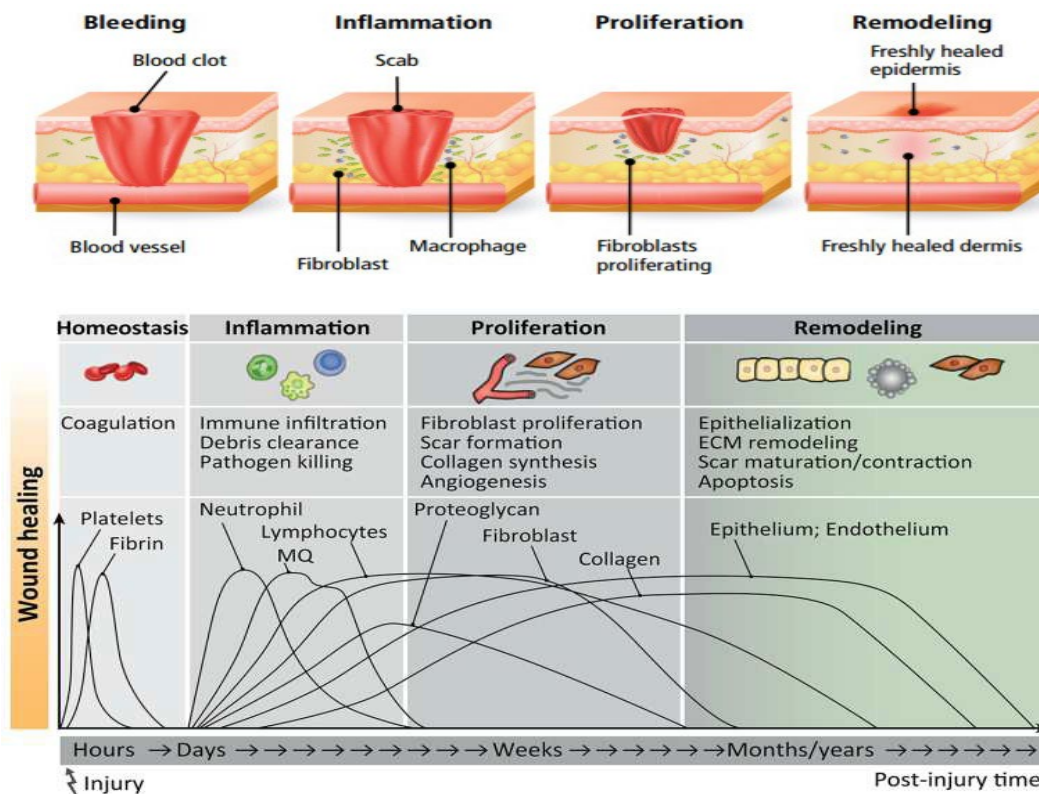 Bleeding
Inflammation
Proliferation
Remodeling
Blood clot
Scab
Freshly healed
epidermis
Blood vessel
Fibroblast
Macrophage
Fibroblasts
proliferating
Freshly healed dermis
Homeostasis
Inflammation
Proliferation
Remodeling
Coagulation
Immune infiltration
Debris clearance
Pathogen killing
Fibroblast proliferation
Scar formation
Collagen synthesis
Angiogenesis
Epithelialization
ECM remodeling
Scar maturation/contraction
Apoptosis
Wound healing
Platelets
Fibrin
Neutrophil
Lymphocytes
MQ
Proteoglycan
Fibroblast
Collagen
Epithelium; Endothelium
Hours → Days → → → → → → → → → → → Weeks → → → → → → → → Months/years → → → → → → →
Injury
Post-injury time